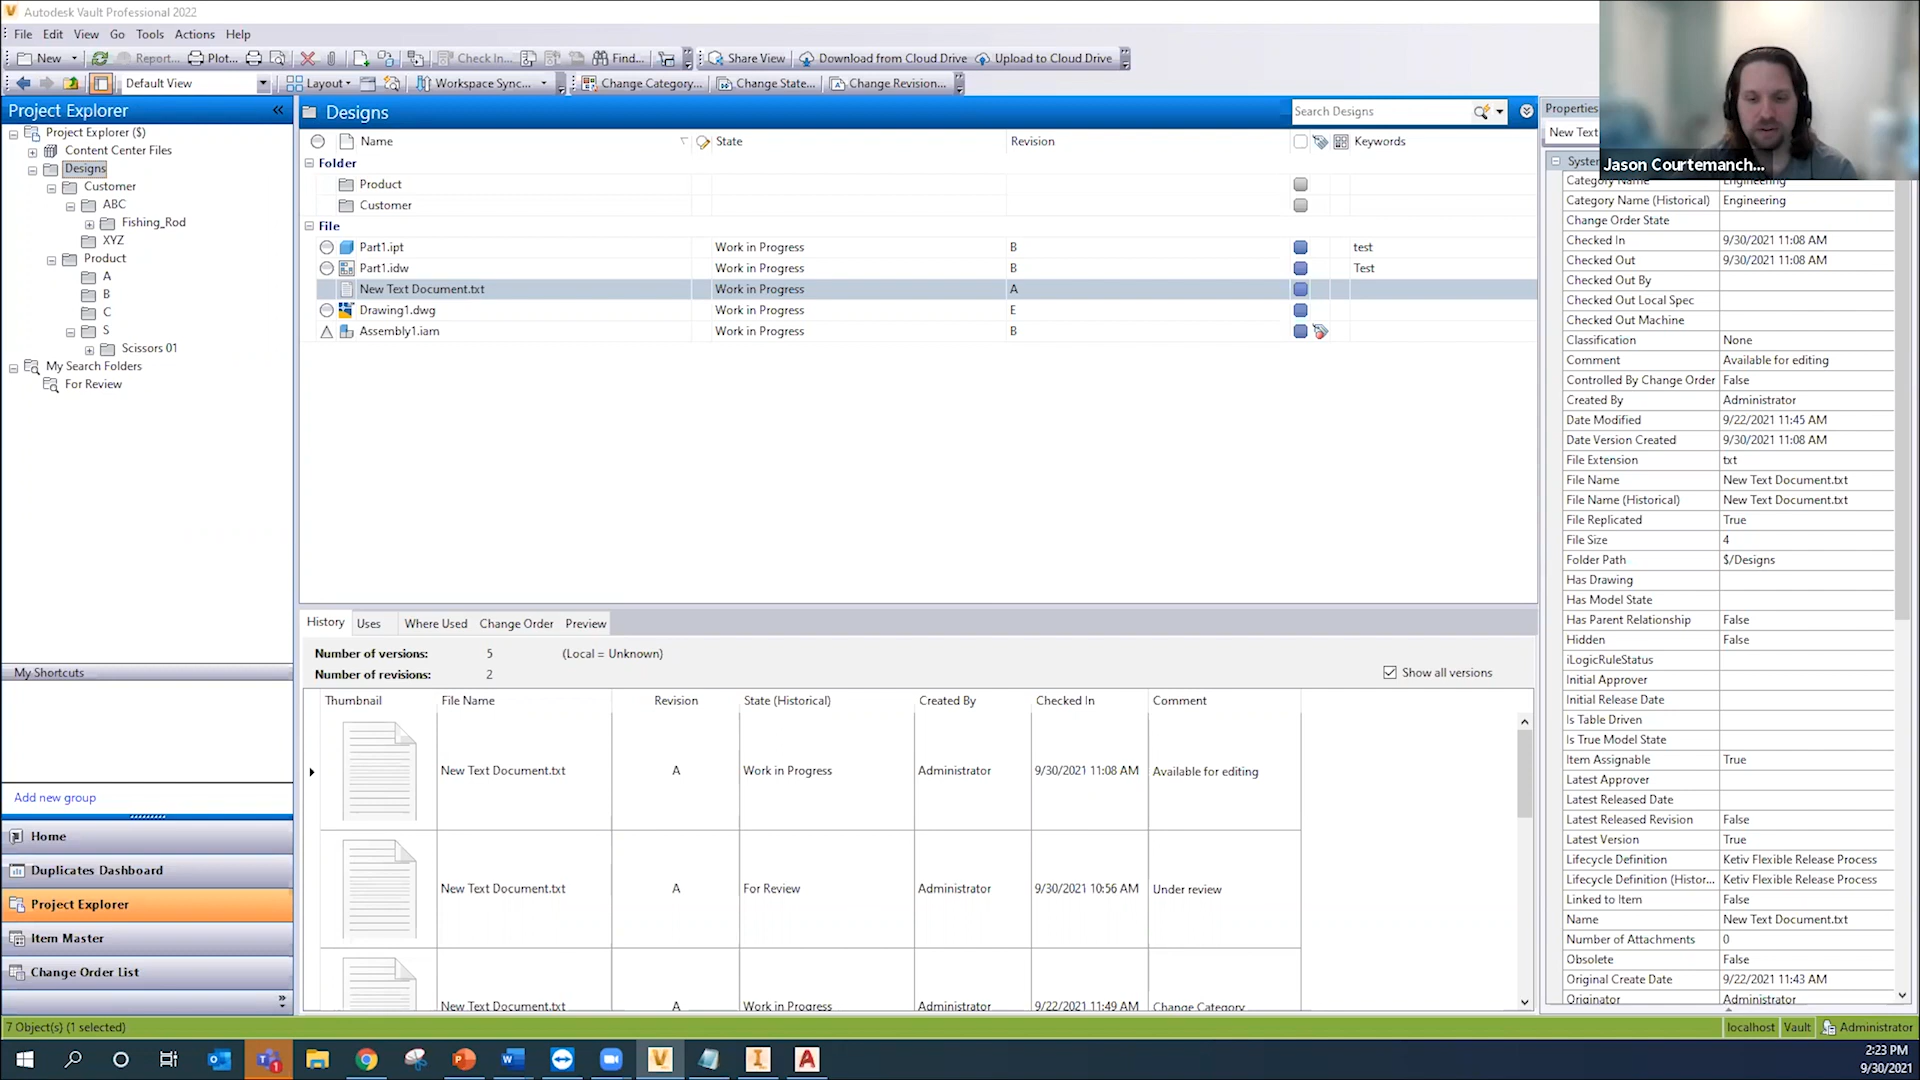 Autodesk Vault Professional 2022
File Edit View Go Tools Actions Help
New Report... Plot... Check In... Find... Share View Download from Cloud Drive Upload to Cloud Drive
Default View Layout Workspace Sync... Change Category... Change State... Change Revision...
Project Explorer
Project Explorer ($)
Content Center Files
Designs
Customer
ABC
Fishing_Rod
XYZ
Product
A
B
C
S
Scissors 01
My Search Folders
For Review
My Shortcuts
Add new group
Home
Duplicates Dashboard
Project Explorer
Item Master
Change Order List
Designs
Search Designs
Name State Revision Keywords
Folder
Product
Customer
File
Part1.ipt Work in Progress B test
Part1.idw Work in Progress B Test
New Text Document.txt Work in Progress A
Drawing1.dwg Work in Progress E
Assembly1.iam Work in Progress B
History Uses Where Used Change Order Preview
Number of versions: 5 (Local = Unknown)
Number of revisions: 2
Show all versions
Thumbnail File Name Revision State (Historical) Created By Checked In Comment
New Text Document.txt A Work in Progress Administrator 9/30/2021 11:08 AM Available for editing
New Text Document.txt A For Review Administrator 9/30/2021 10:56 AM Under review
New Text Document.txt A Work in Progress Administrator 9/22/2021 11:49 AM Change Category
Properties
New Text
System
Jason Courtemanch...
Category Name Engineering
Category Name (Historical) Engineering
Change Order State
Checked In 9/30/2021 11:08 AM
Checked Out 9/30/2021 11:08 AM
Checked Out By
Checked Out Local Spec
Checked Out Machine
Classification None
Comment Available for editing
Controlled By Change Order False
Created By Administrator
Date Modified 9/22/2021 11:45 AM
Date Version Created 9/30/2021 11:08 AM
File Extension txt
File Name New Text Document.txt
File Name (Historical) New Text Document.txt
File Replicated True
File Size 4
Folder Path $/Designs
Has Drawing
Has Model State
Has Parent Relationship False
Hidden False
iLogicRuleStatus
Initial Approver
Initial Release Date
Is Table Driven
Is True Model State
Item Assignable True
Latest Approver
Latest Released Date
Latest Released Revision False
Latest Version True
Lifecycle Definition Ketiv Flexible Release Process
Lifecycle Definition (Histor... Ketiv Flexible Release Process
Linked to Item False
Name New Text Document.txt
Number of Attachments 0
Obsolete False
Original Create Date 9/22/2021 11:43 AM
Originator Administrator
7 Object(s) (1 selected)
localhost Vault Administrator
2:23 PM
9/30/2021